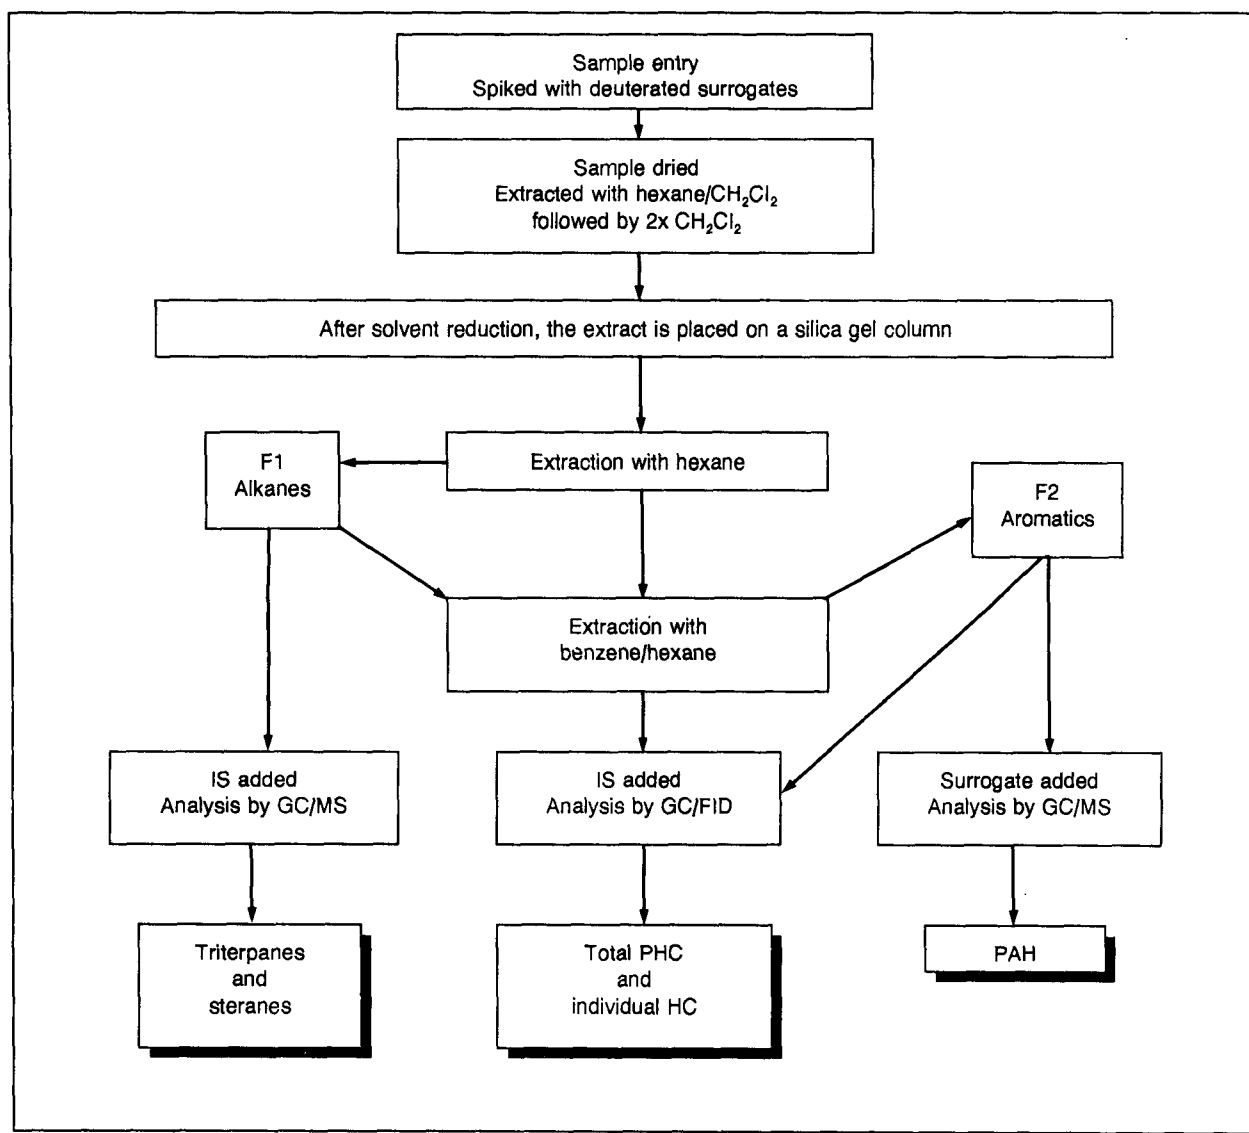 Sample entry
Spiked with deuterated surrogates
Sample dried
Extracted with hexane/CH₂Cl₂
followed by 2x CH₂Cl₂
After solvent reduction, the extract is placed on a silica gel column
F1
Alkanes
Extraction with hexane
F2
Aromatics
Extraction with
benzene/hexane
IS added
Analysis by GC/MS
IS added
Analysis by GC/FID
Surrogate added
Analysis by GC/MS
Triterpanes
and
steranes
Total PHC
and
individual HC
PAH